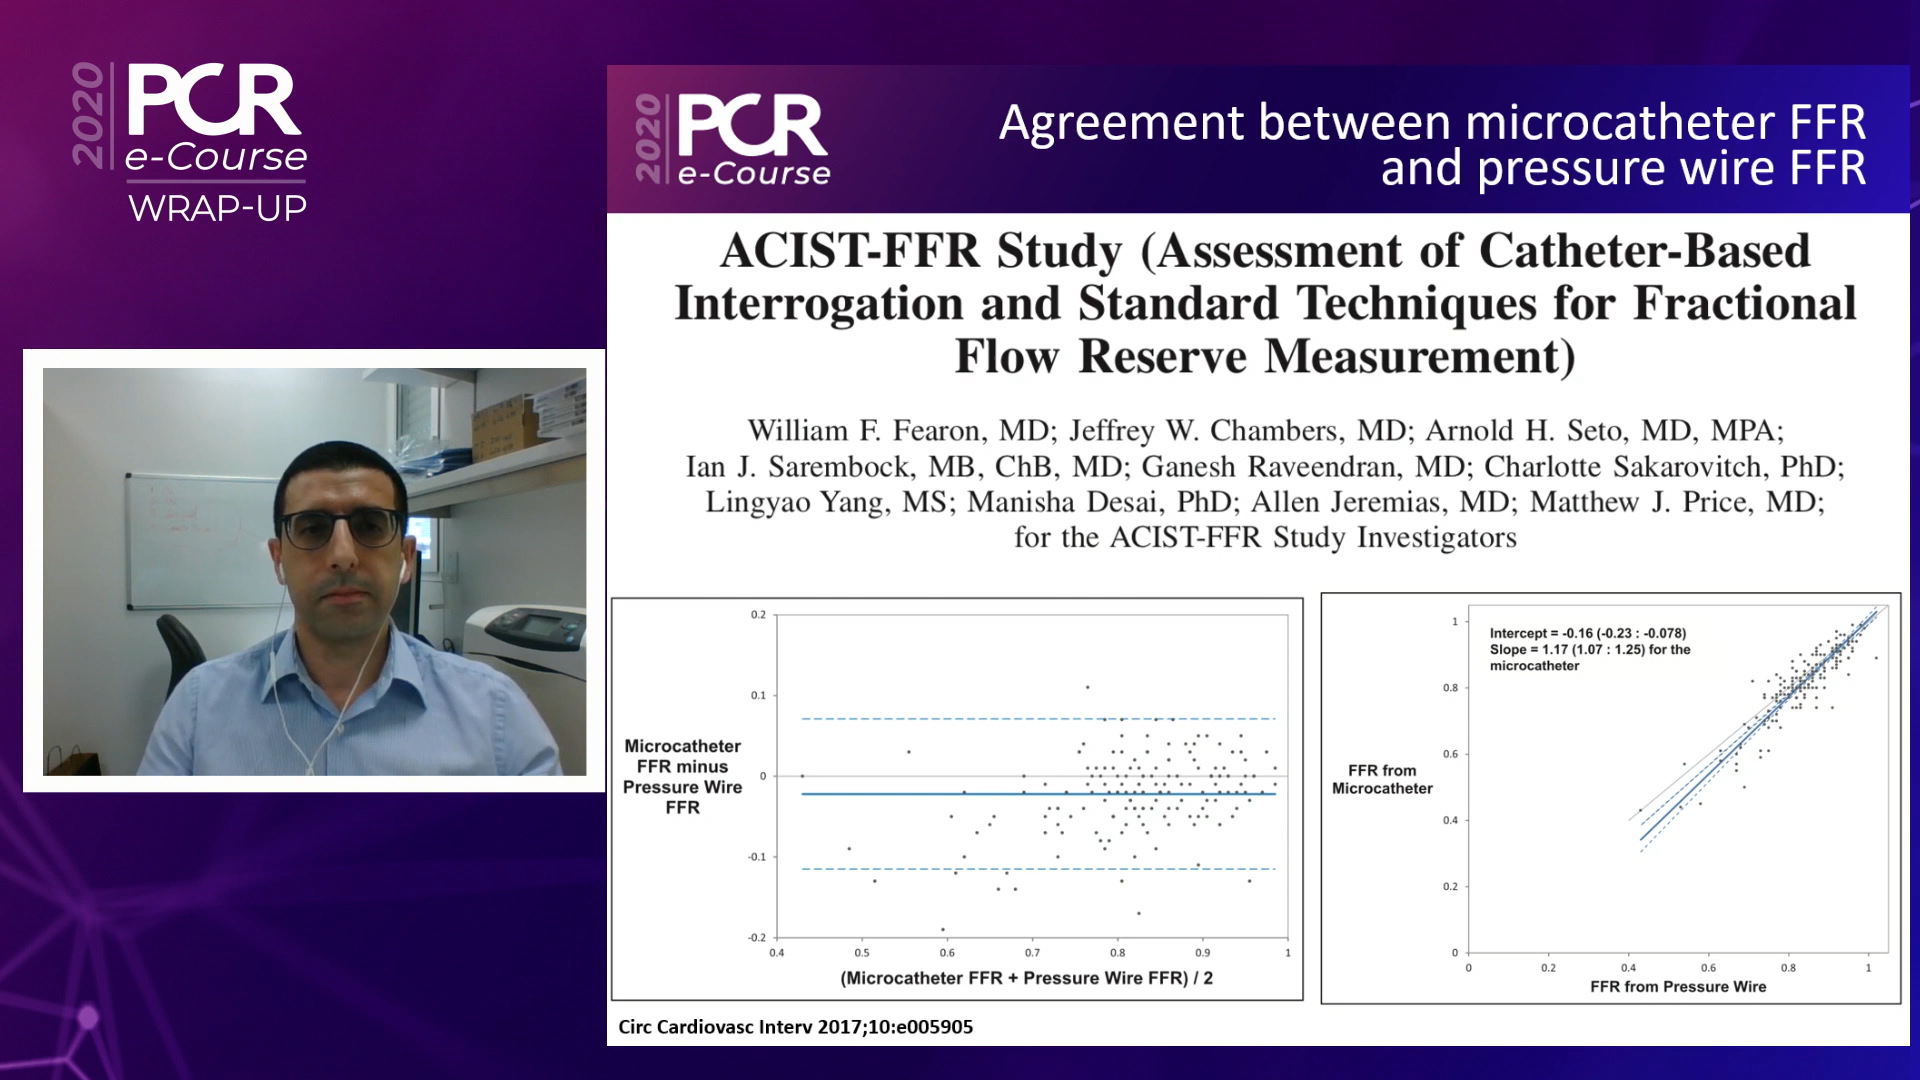 2020
PCR
e-Course
WRAP-UP
2020
PCR
e-Course
Agreement between microcatheter FFR
and pressure wire FFR
ACIST-FFR Study (Assessment of Catheter-Based
Interrogation and Standard Techniques for Fractional
Flow Reserve Measurement)
William F. Fearon, MD; Jeffrey W. Chambers, MD; Arnold H. Seto, MD, MPA;
Ian J. Sarembock, MB, ChB, MD; Ganesh Raveendran, MD; Charlotte Sakarovitch, PhD;
Lingyao Yang, MS; Manisha Desai, PhD; Allen Jeremias, MD; Matthew J. Price, MD;
for the ACIST-FFR Study Investigators
Microcatheter
FFR minus
Pressure Wire
FFR
0.2
0.1
0
-0.1
-0.2
0.4 0.5 0.6 0.7 0.8 0.9 1
(Microcatheter FFR + Pressure Wire FFR) / 2
Intercept = -0.16 (-0.23 : -0.078)
Slope = 1.17 (1.07 : 1.25) for the
microcatheter
FFR from
Microcatheter
1
0.8
0.6
0.4
0.2
0
0 0.2 0.4 0.6 0.8 1
FFR from Pressure Wire
Circ Cardiovasc Interv 2017;10:e005905